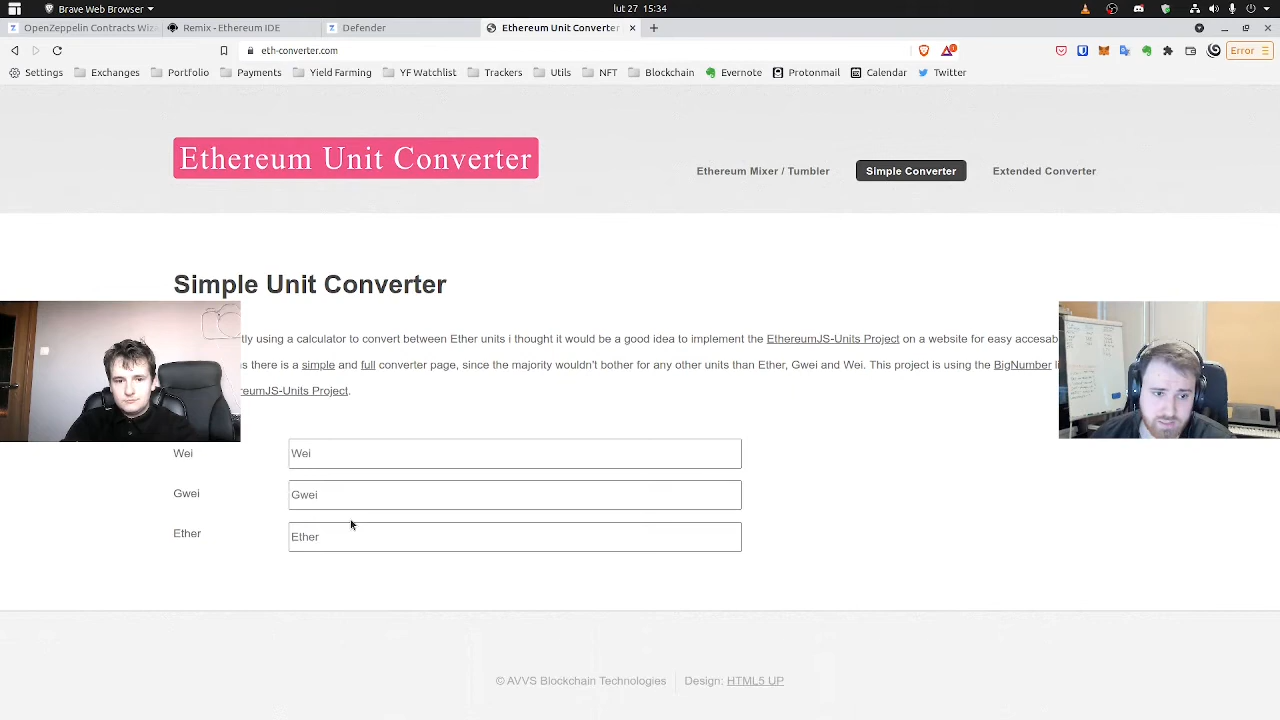 Brave Web Browser
lut 27 15:34
OpenZeppelin Contracts Wiza
Remix - Ethereum IDE
Defender
Ethereum Unit Converter
eth-converter.com
Error
Settings Exchanges Portfolio Payments Yield Farming YF Watchlist Trackers Utils NFT Blockchain Evernote Protonmail Calendar Twitter
Ethereum Unit Converter
Ethereum Mixer / Tumbler
Simple Converter
Extended Converter
Simple Unit Converter
tly using a calculator to convert between Ether units i thought it would be a good idea to implement the EthereumJS-Units Project on a website for easy accesab
s there is a simple and full converter page, since the majority wouldn't bother for any other units than Ether, Gwei and Wei. This project is using the BigNumber
reumJS-Units Project.
Wei Wei
Gwei Gwei
Ether Ether
© AVVS Blockchain Technologies Design: HTML5 UP